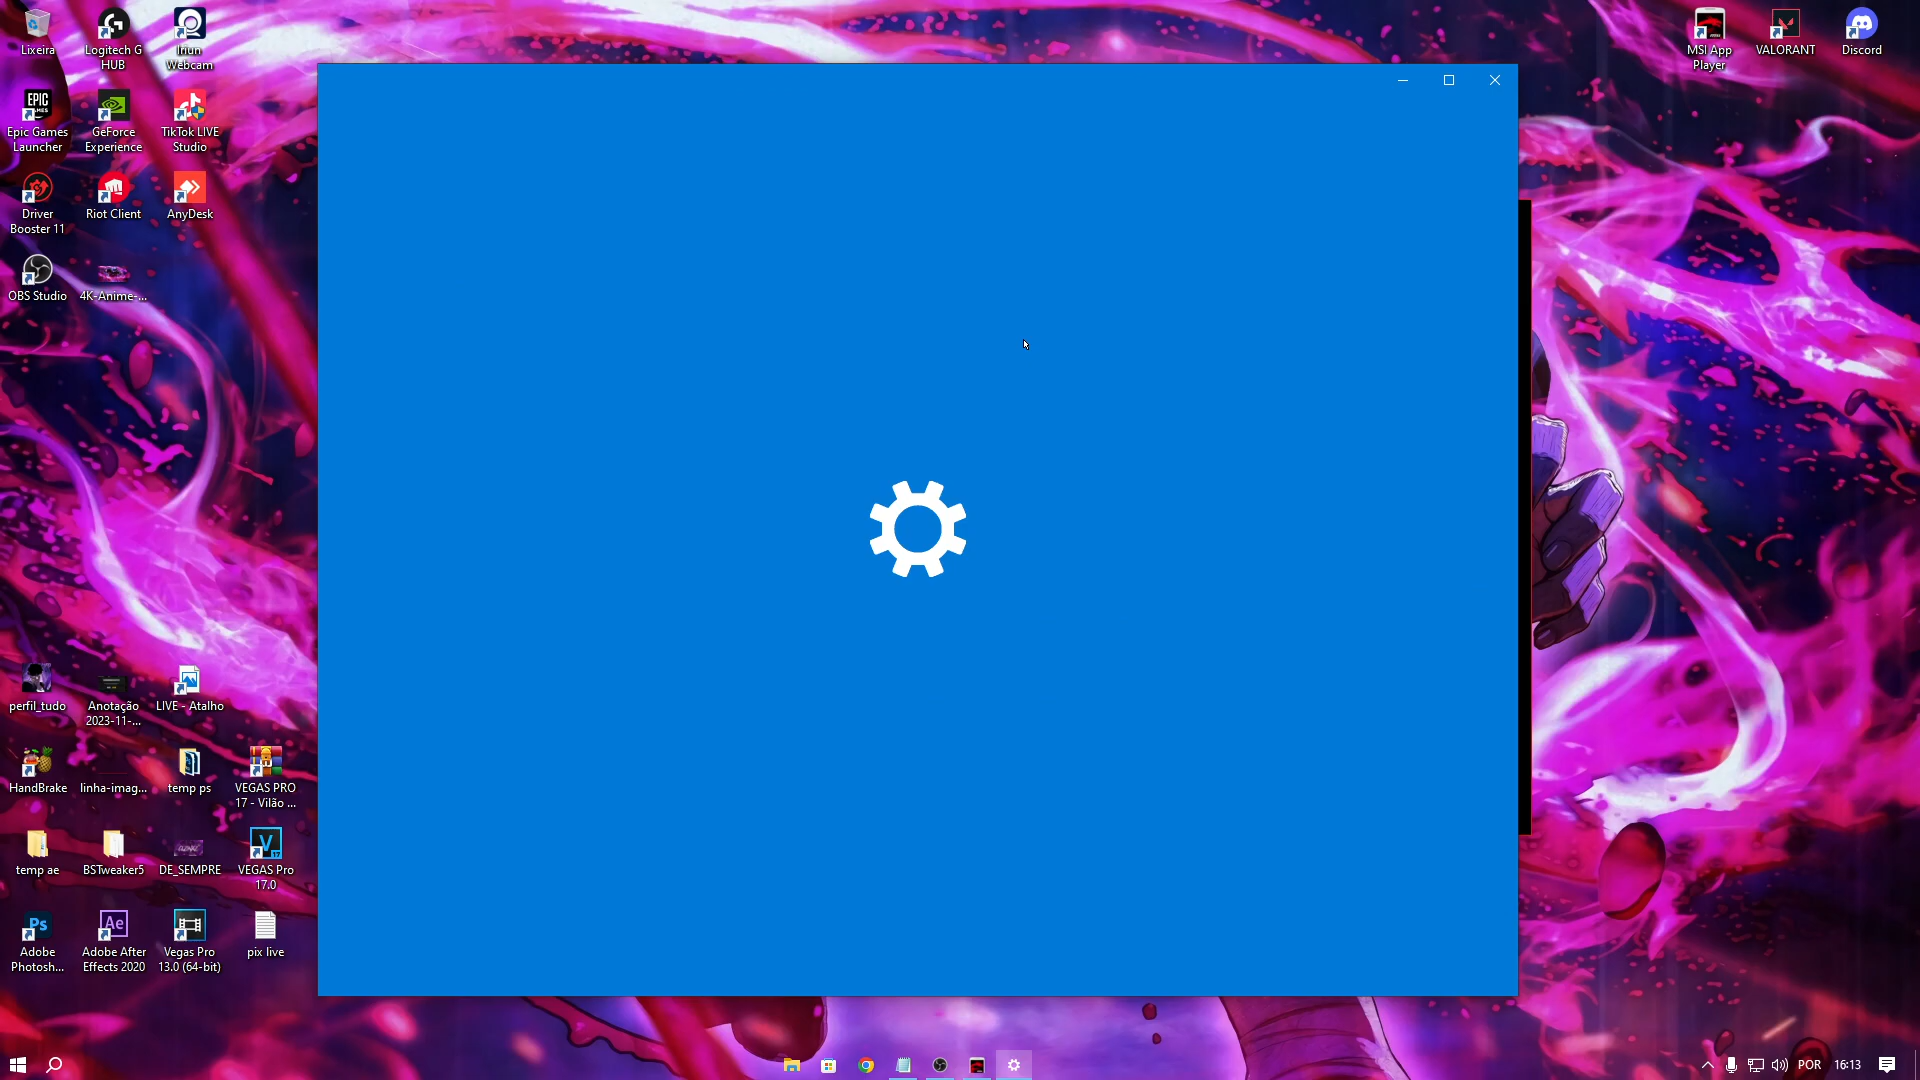 Lixeira
Logitech G
HUB
Iriun
Webcam
MSI App
Player
VALORANT
Discord
EPIC
GAMES
Epic Games
Launcher
GeForce
Experience
TikTok LIVE
Studio
Driver
Booster 11
Riot Client
AnyDesk
OBS Studio
4K-Anime-...
perfil_tudo
Anotação
2023-11-...
LIVE - Atalho
HandBrake
linha-imag...
temp ps
VEGAS PRO
17 - Vilão ...
temp ae
BSTweaker5
DE_SEMPRE
V
17
VEGAS Pro
17.0
Ps
Adobe
Photosh...
Ae
Adobe After
Effects 2020
Vegas Pro
13.0 (64-bit)
pix live
POR
16:13